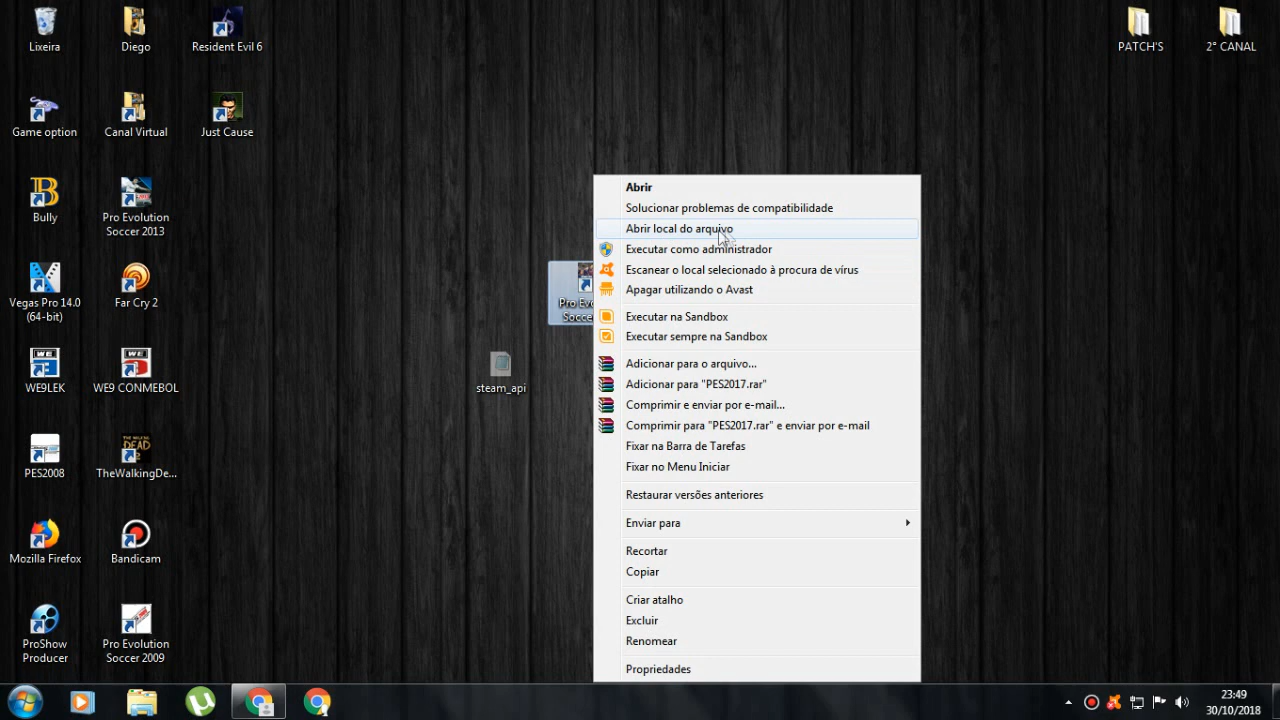 Lixeira
Diego
Resident Evil 6
PATCH'S
2° CANAL
Game option
Canal Virtual
Just Cause
Bully
Pro Evolution
Soccer 2013
Vegas Pro 14.0
(64-bit)
Far Cry 2
WE9LEK
WE9 CONMEBOL
PES2008
TheWalkingDe...
Mozilla Firefox
Bandicam
ProShow
Producer
Pro Evolution
Soccer 2009
steam_api
Pro Evo
Socce
Abrir
Solucionar problemas de compatibilidade
Abrir local do arquivo
Executar como administrador
Escanear o local selecionado à procura de vírus
Apagar utilizando o Avast
Executar na Sandbox
Executar sempre na Sandbox
Adicionar para o arquivo...
Adicionar para "PES2017.rar"
Comprimir e enviar por e-mail...
Comprimir para "PES2017.rar" e enviar por e-mail
Fixar na Barra de Tarefas
Fixar no Menu Iniciar
Restaurar versões anteriores
Enviar para
Recortar
Copiar
Criar atalho
Excluir
Renomear
Propriedades
23:49
30/10/2018